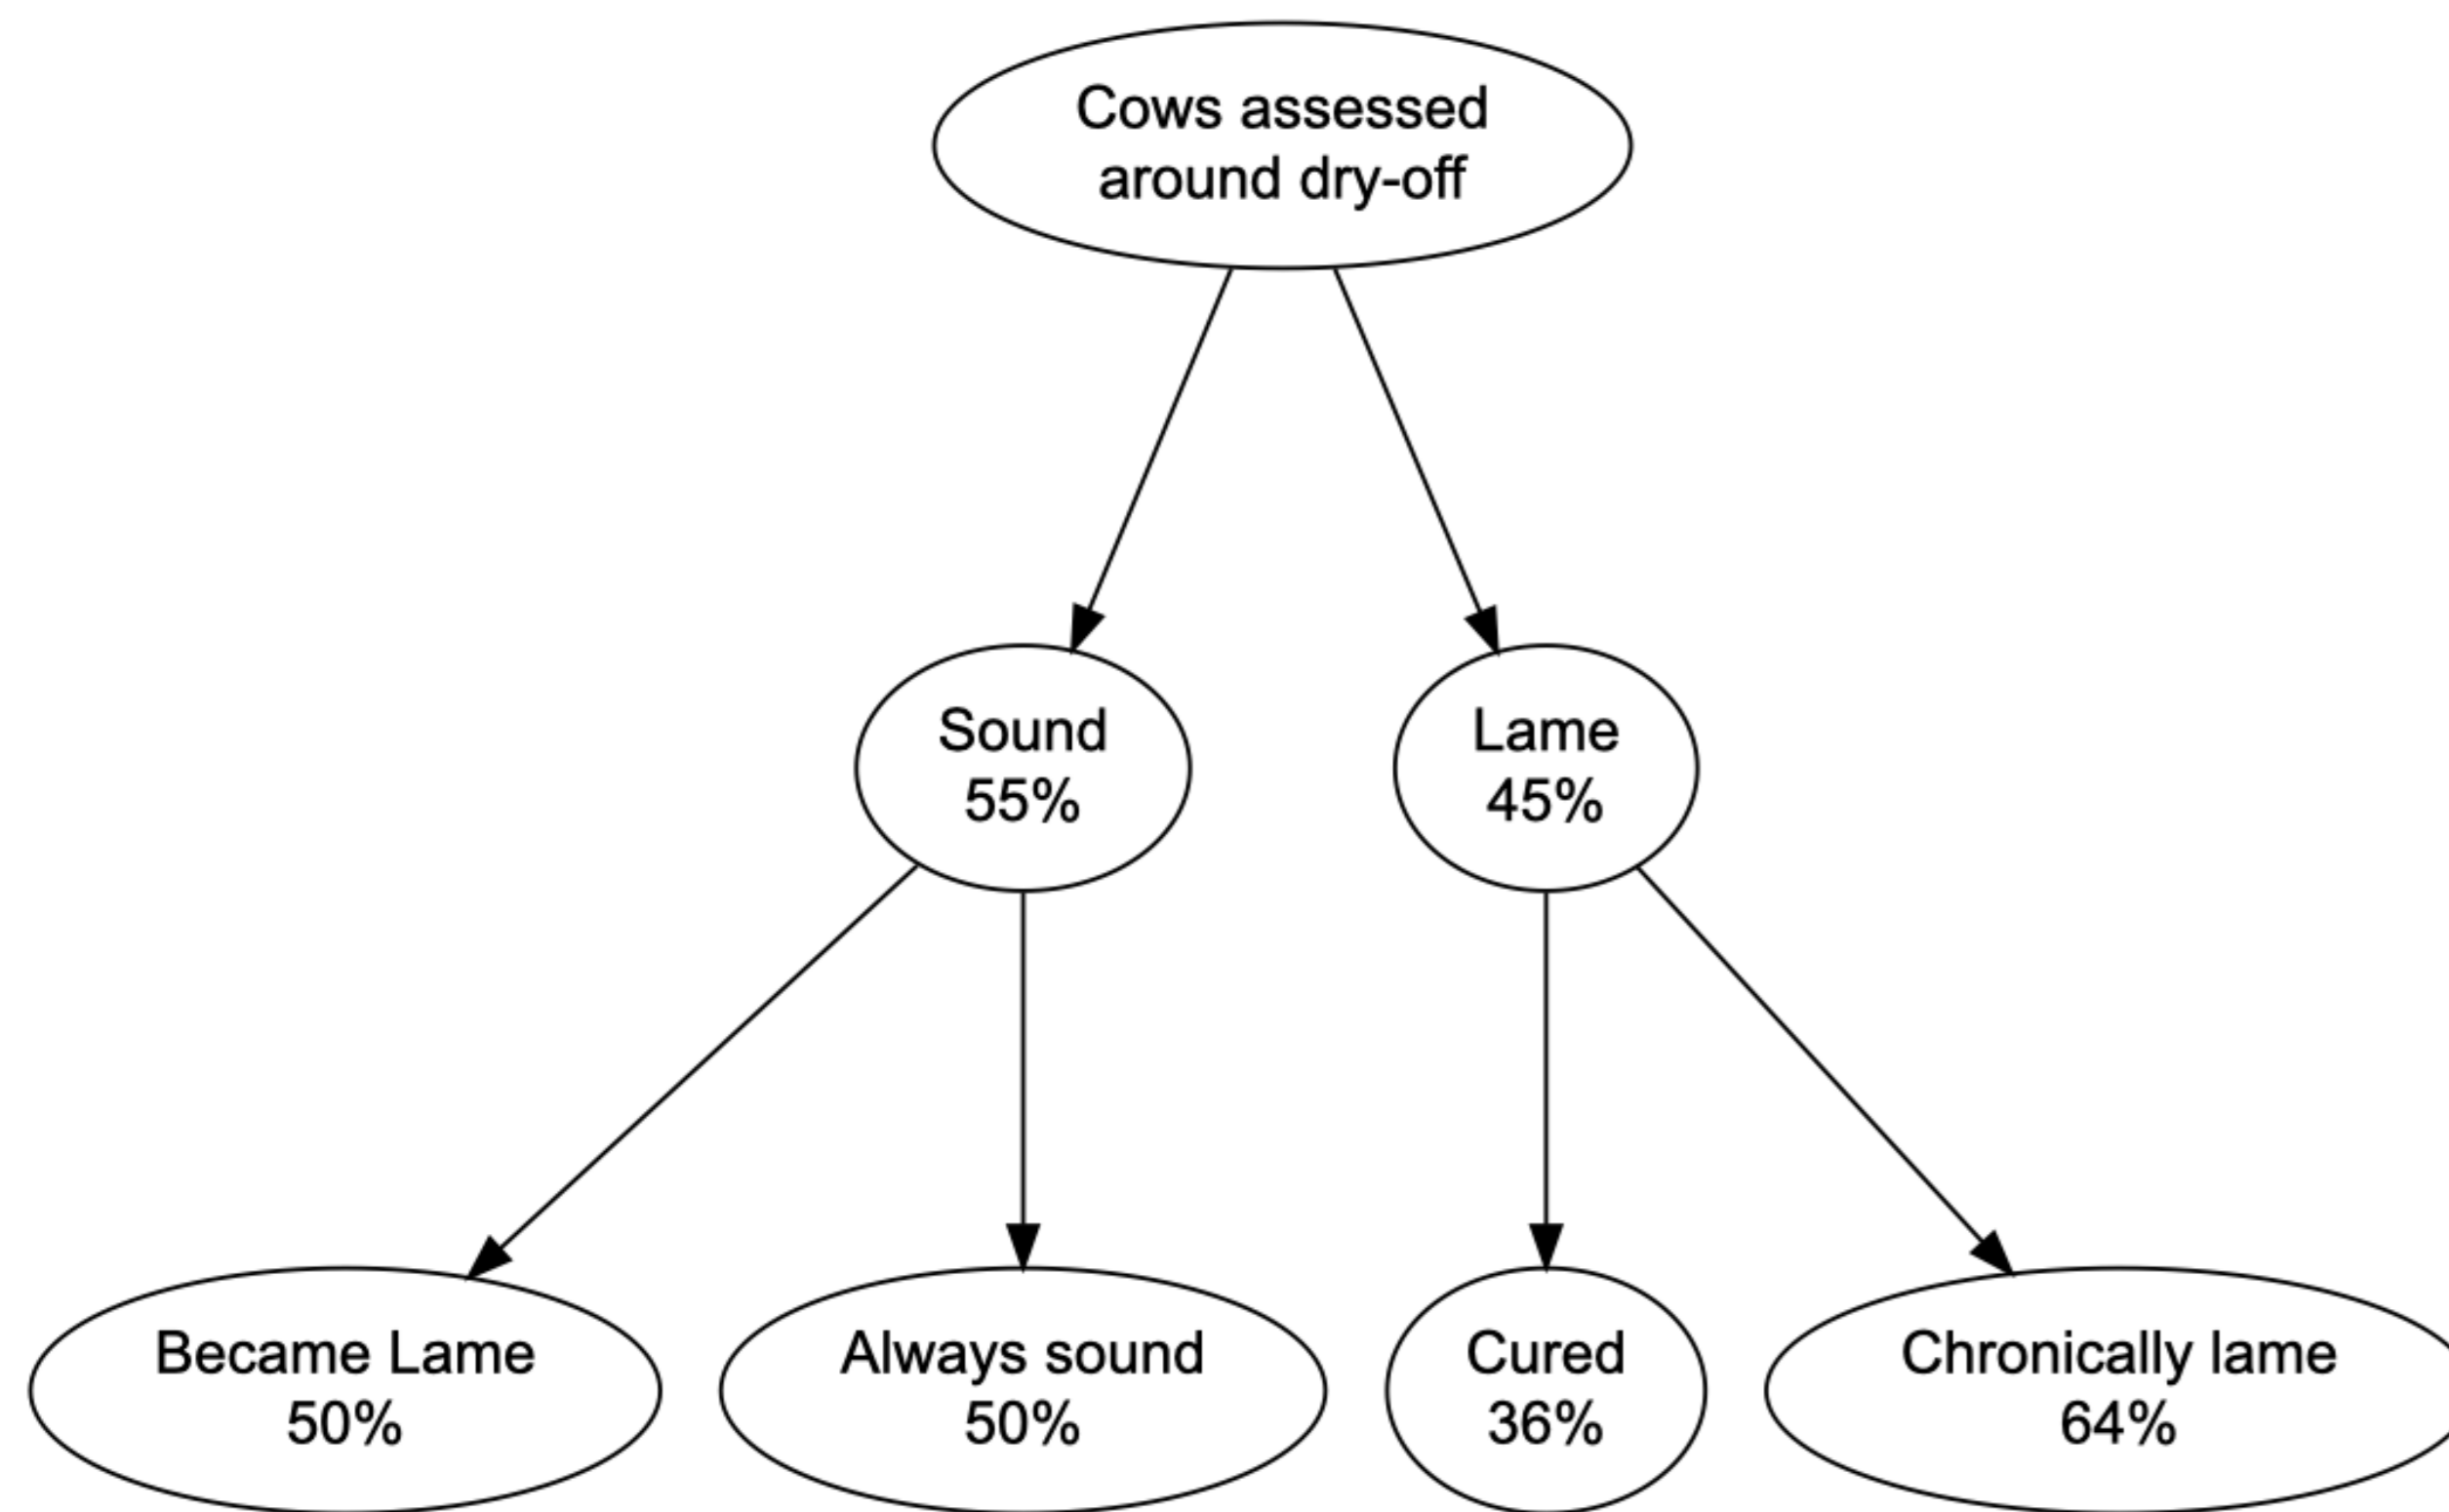 Cows assessed
around dry-off
Sound
55%
Lame
45%
Became Lame
50%
Always sound
50%
Cured
36%
Chronically lame
64%